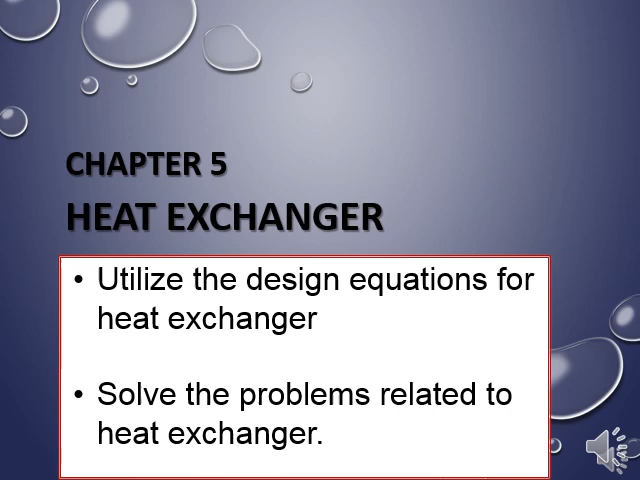 CHAPTER 5
HEAT EXCHANGER
• Utilize the design equations for
heat exchanger
• Solve the problems related to
heat exchanger.